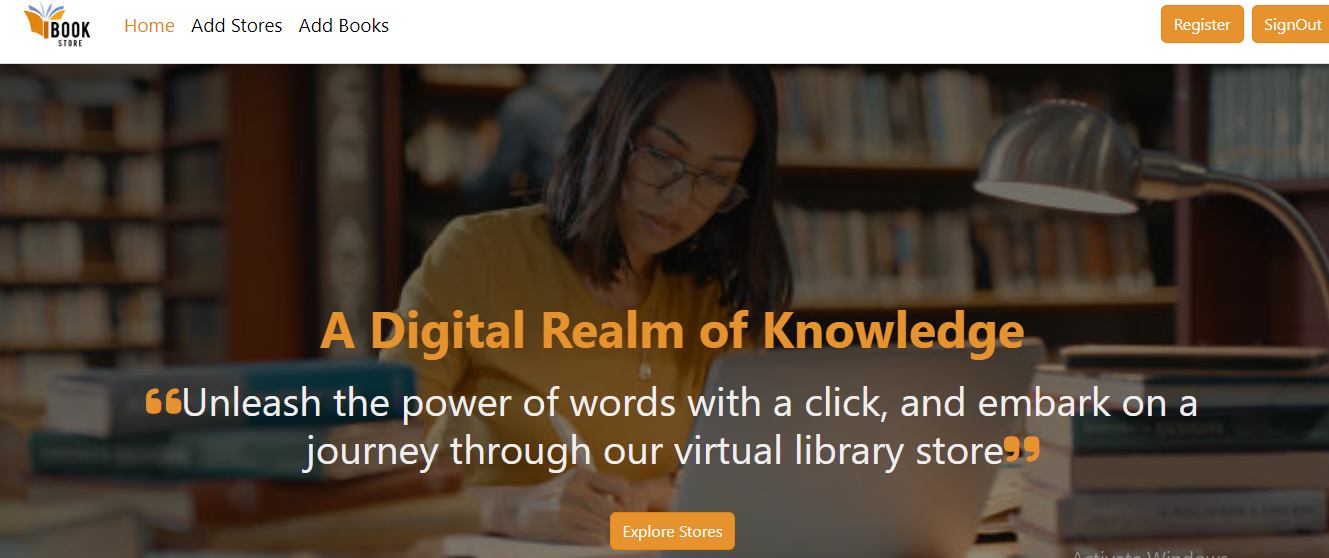 BOOK
STORE
Home Add Stores Add Books Register SignOut
A Digital Realm of Knowledge
“Unleash the power of words with a click, and embark on a
journey through our virtual library store”
Explore Stores
Activate Windows